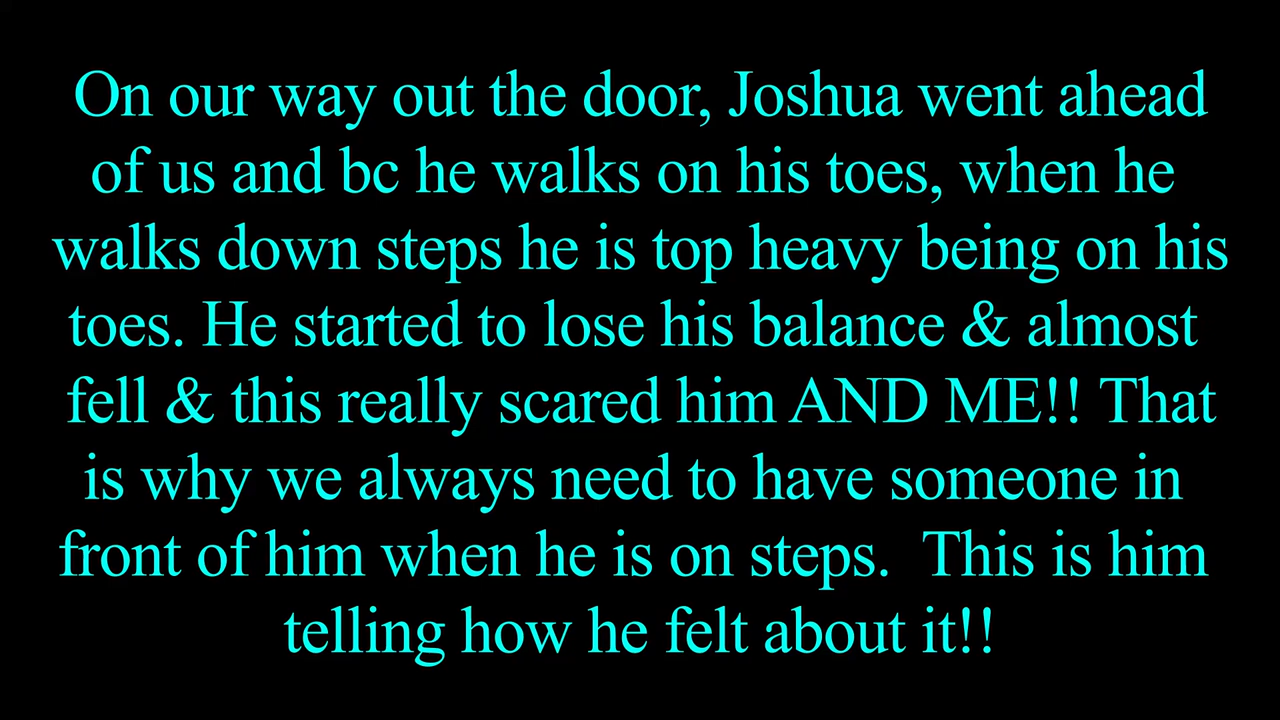 On our way out the door, Joshua went ahead
of us and bc he walks on his toes, when he
walks down steps he is top heavy being on his
toes. He started to lose his balance & almost
fell & this really scared him AND ME!! That
is why we always need to have someone in
front of him when he is on steps.  This is him
telling how he felt about it!!